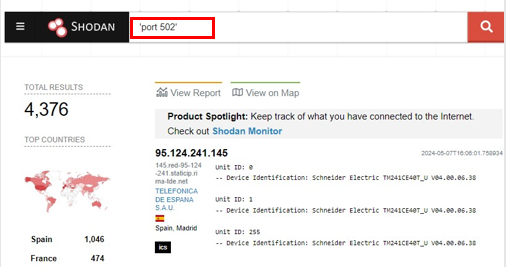 SHODAN
'port 502'
TOTAL RESULTS
4,376
TOP COUNTRIES
Spain 1,046
France 474
View Report View on Map
Product Spotlight: Keep track of what you have connected to the Internet.
Check out Shodan Monitor
95.124.241.145
2024-05-07T16:06:01.758934
145.red-95-124
-241.staticip.ri
ma-tde.net
TELEFONICA
DE ESPANA
S.A.U.
Spain, Madrid
ics
Unit ID: 0
-- Device Identification: Schneider Electric TM241CE40T_U V04.00.06.38
Unit ID: 1
-- Device Identification: Schneider Electric TM241CE40T_U V04.00.06.38
Unit ID: 255
-- Device Identification: Schneider Electric TM241CE40T_U V04.00.06.38